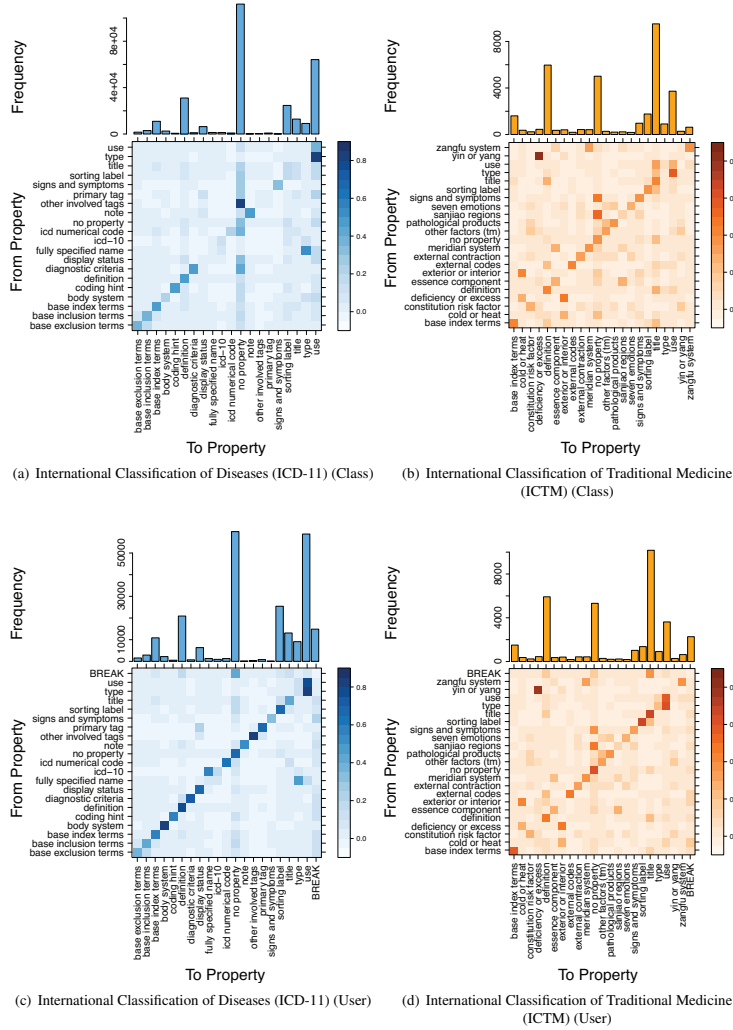 Frequency
0
4e+04
8e+04
From Property
use
type
title
sorting label
signs and symptoms
primary tag
other involved tags
note
no property
icd numerical code
icd-10
fully specified name
display status
diagnostic criteria
definition
coding hint
body system
base index terms
base inclusion terms
base exclusion terms
0.8
0.6
0.4
0.2
0.0
base exclusion terms
base inclusion terms
base index terms
body system
coding hint
definition
diagnostic criteria
display status
fully specified name
icd-10
icd numerical code
no property
note
other involved tags
primary tag
signs and symptoms
sorting label
title
type
use
To Property
(a) International Classification of Diseases (ICD-11) (Class)
Frequency
0
4000
8000
From Property
zangfu system
yin or yang
use
type
title
sorting label
signs and symptoms
seven emotions
sanjiao regions
pathological products
other factors (tm)
no property
meridian system
external contraction
external codes
exterior or interior
essence component
definition
deficiency or excess
constitution risk factor
cold or heat
base index terms
base index terms
cold or heat
constitution risk factor
deficiency or excess
definition
essence component
exterior or interior
external codes
external contraction
meridian system
no property
other factors (tm)
pathological products
sanjiao regions
seven emotions
signs and symptoms
sorting label
title
type
use
yin or yang
zangfu system
To Property
(b) International Classification of Traditional Medicine
(ICTM) (Class)
Frequency
0
10000
30000
50000
From Property
BREAK
use
type
title
sorting label
signs and symptoms
primary tag
other involved tags
note
no property
icd numerical code
icd-10
fully specified name
display status
diagnostic criteria
definition
coding hint
body system
base index terms
base inclusion terms
base exclusion terms
0.8
0.6
0.4
0.2
0.0
base exclusion terms
base inclusion terms
base index terms
body system
coding hint
definition
diagnostic criteria
display status
fully specified name
icd-10
icd numerical code
no property
note
other involved tags
primary tag
signs and symptoms
sorting label
title
type
use
BREAK
To Property
(c) International Classification of Diseases (ICD-11) (User)
Frequency
0
4000
8000
From Property
BREAK
zangfu system
yin or yang
use
type
title
sorting label
signs and symptoms
seven emotions
sanjiao regions
pathological products
other factors (tm)
no property
meridian system
external contraction
external codes
exterior or interior
essence component
definition
deficiency or excess
constitution risk factor
cold or heat
base index terms
base index terms
cold or heat
constitution risk factor
deficiency or excess
definition
essence component
exterior or interior
external codes
external contraction
meridian system
no property
other factors (tm)
pathological products
sanjiao regions
seven emotions
signs and symptoms
sorting label
title
type
use
yin or yang
zangfu system
BREAK
To Property
(d) International Classification of Traditional Medicine
(ICTM) (User)